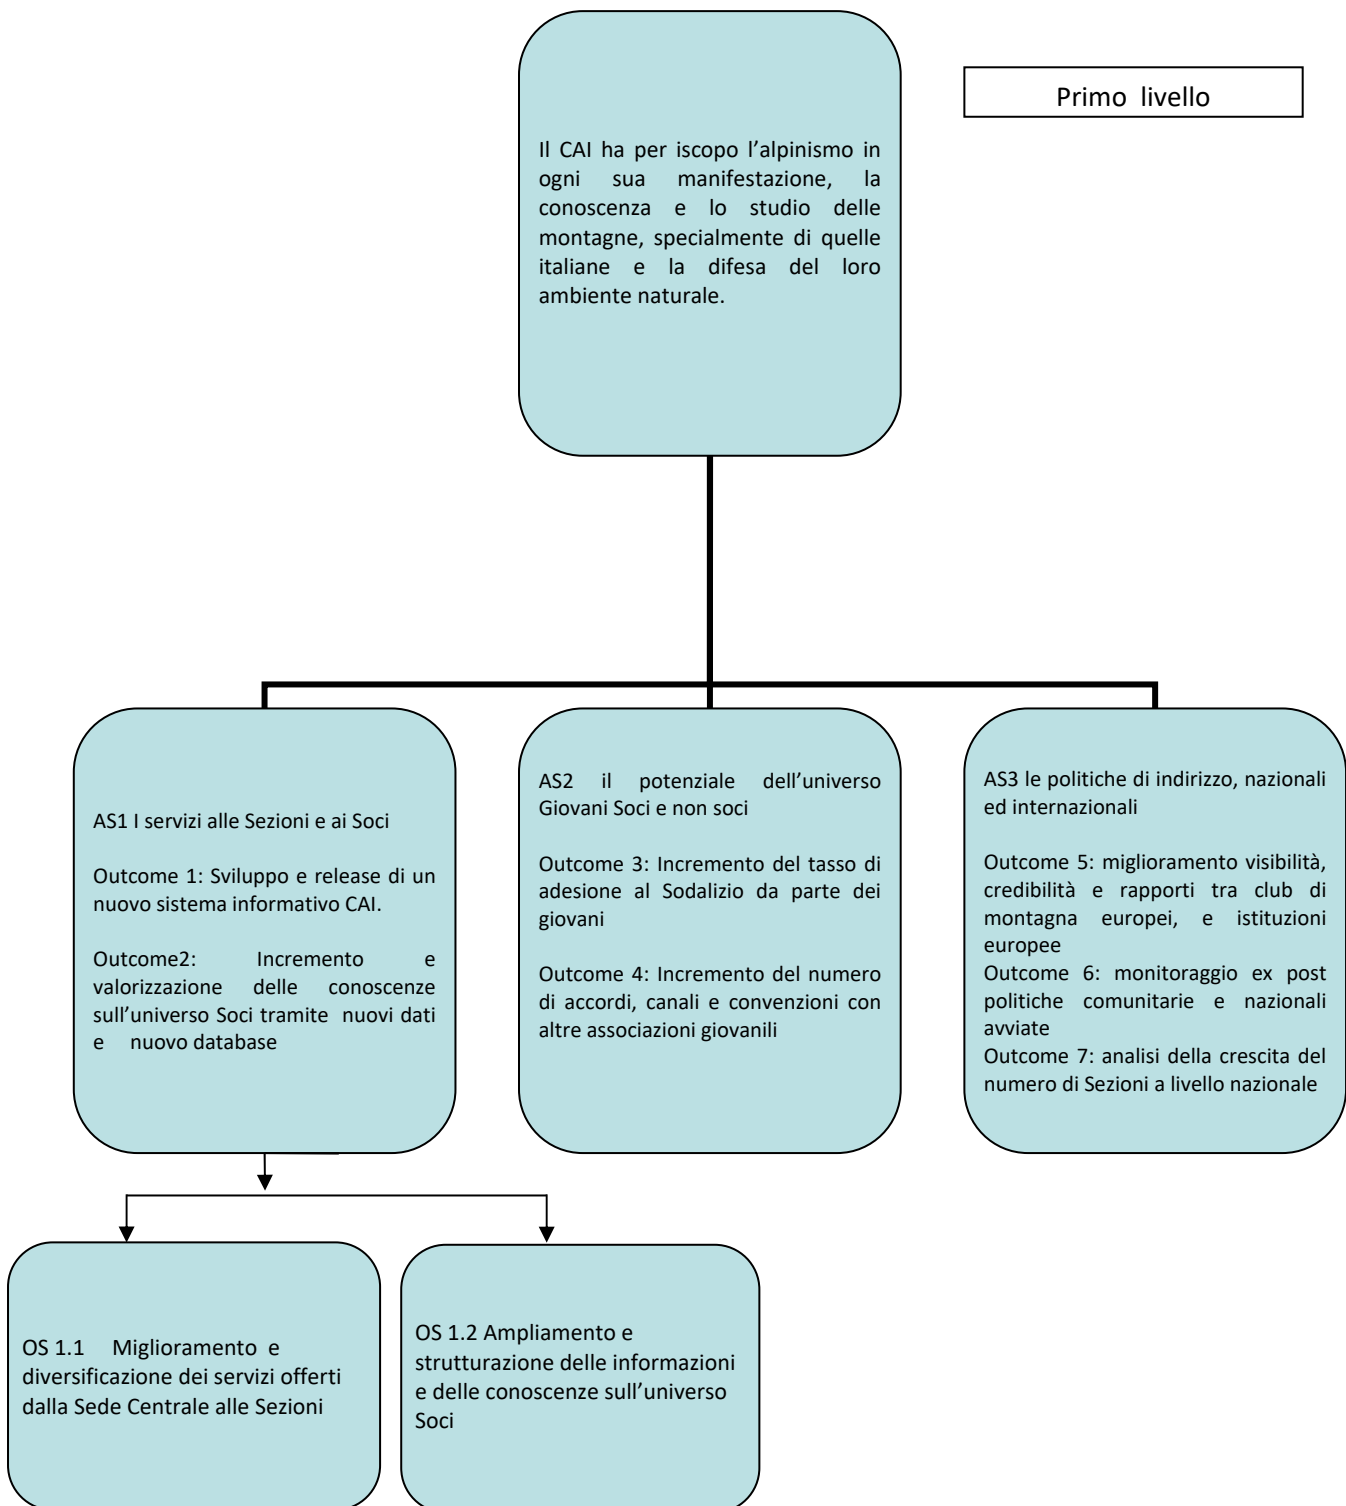 Primo livello
Il CAI ha per iscopo l’alpinismo in
ogni sua manifestazione, la
conoscenza e lo studio delle
montagne, specialmente di quelle
italiane e la difesa del loro
ambiente naturale.
AS1 I servizi alle Sezioni e ai Soci
Outcome 1: Sviluppo e release di un
nuovo sistema informativo CAI.
Outcome2: Incremento e
valorizzazione delle conoscenze
sull’universo Soci tramite nuovi dati
e nuovo database
AS2 il potenziale dell’universo
Giovani Soci e non soci
Outcome 3: Incremento del tasso di
adesione al Sodalizio da parte dei
giovani
Outcome 4: Incremento del numero
di accordi, canali e convenzioni con
altre associazioni giovanili
AS3 le politiche di indirizzo, nazionali
ed internazionali
Outcome 5: miglioramento visibilità,
credibilità e rapporti tra club di
montagna europei, e istituzioni
europee
Outcome 6: monitoraggio ex post
politiche comunitarie e nazionali
avviate
Outcome 7: analisi della crescita del
numero di Sezioni a livello nazionale
OS 1.1 Miglioramento e
diversificazione dei servizi offerti
dalla Sede Centrale alle Sezioni
OS 1.2 Ampliamento e
strutturazione delle informazioni
e delle conoscenze sull’universo
Soci